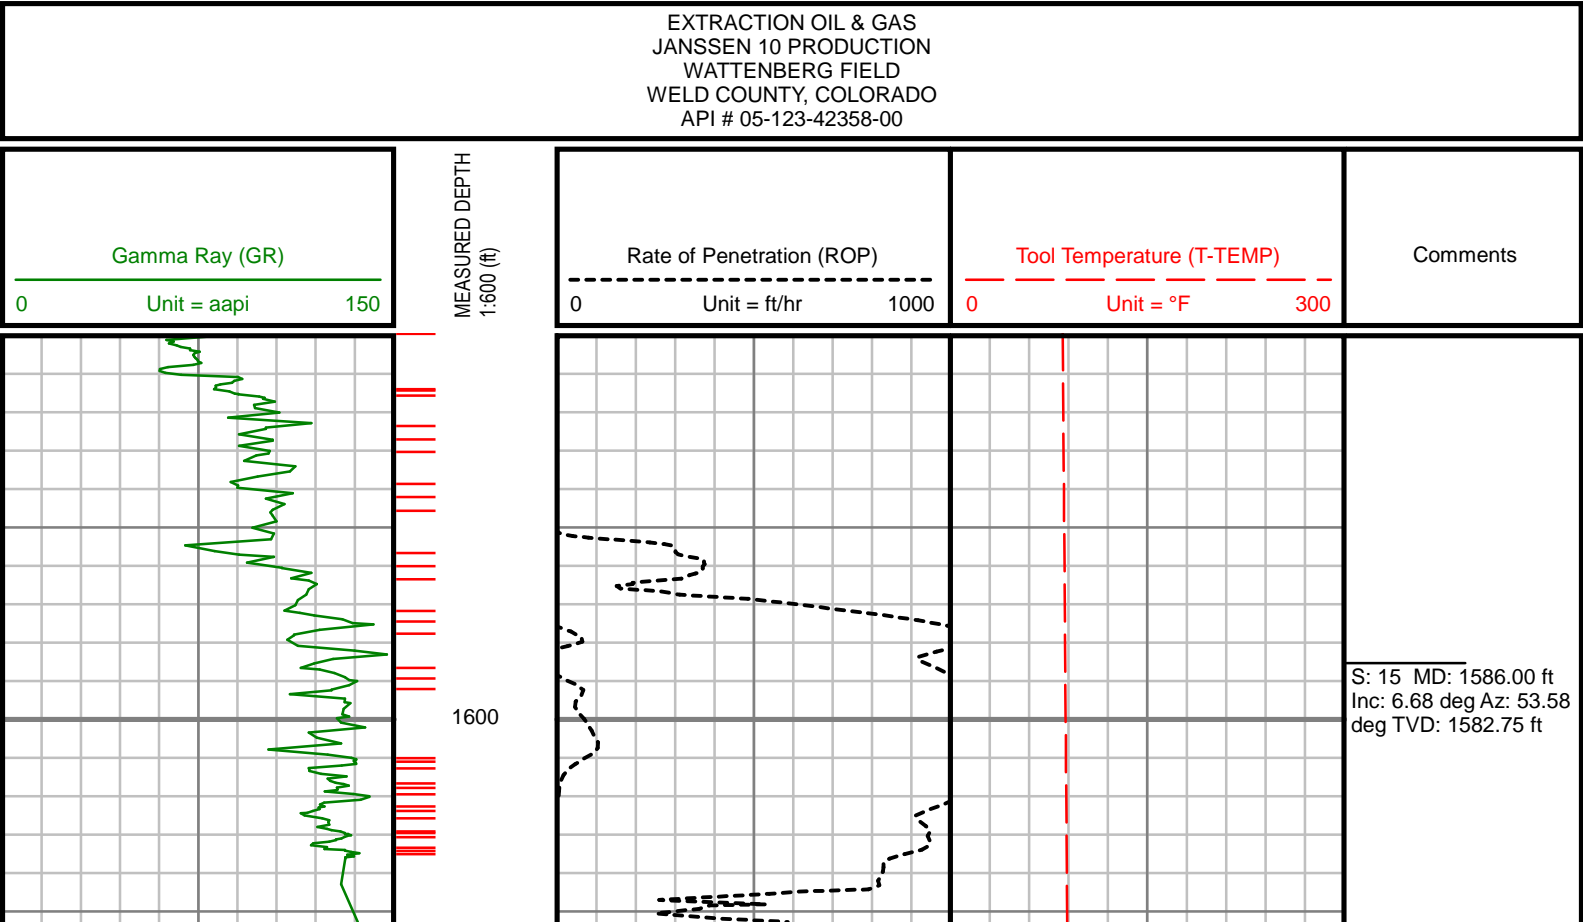 EXTRACTION OIL & GAS
JANSSEN 10 PRODUCTION
WATTENBERG FIELD
WELD COUNTY, COLORADO
API # 05-123-42358-00
Gamma Ray (GR)
0 Unit = aapi 150
MEASURED DEPTH
1:600 (ft)
Rate of Penetration (ROP)
0 Unit = ft/hr 1000
Tool Temperature (T-TEMP)
0 Unit = °F 300
Comments
1600
S: 15 MD: 1586.00 ft
Inc: 6.68 deg Az: 53.58
deg TVD: 1582.75 ft